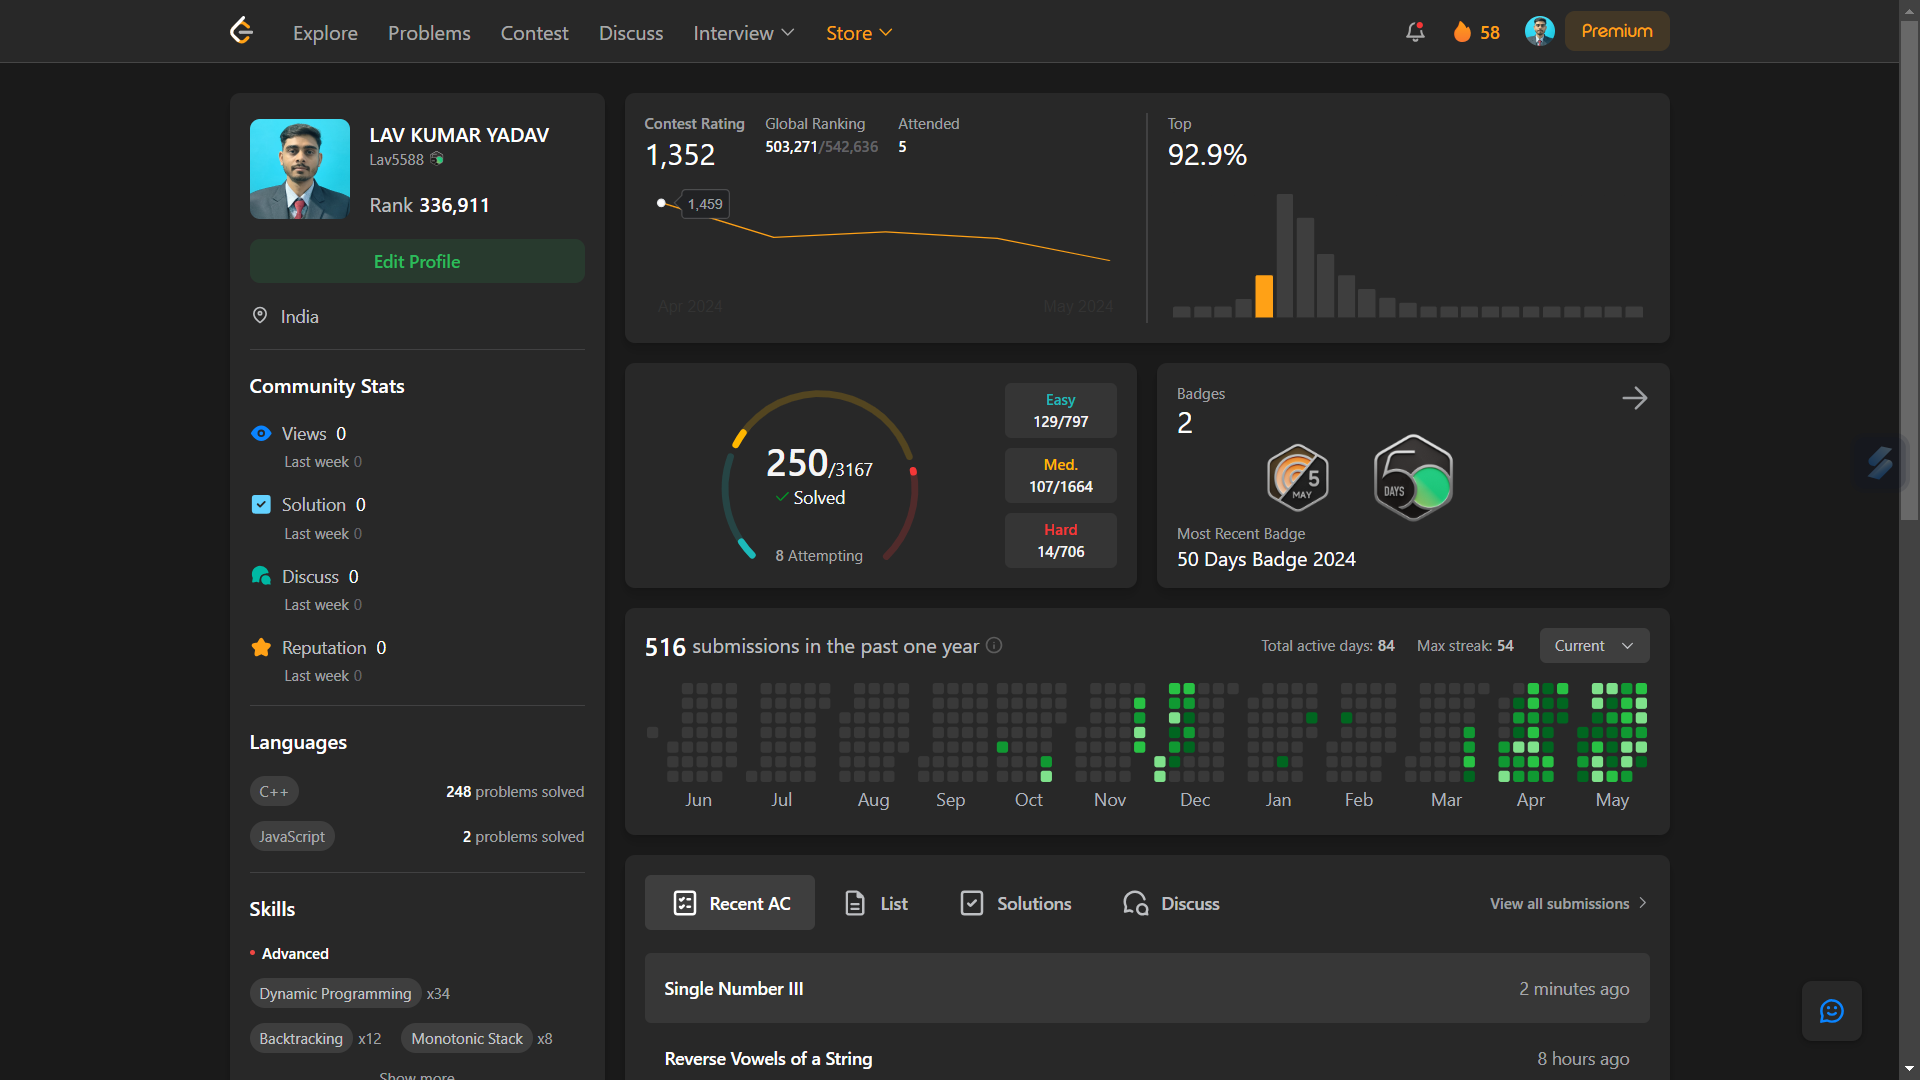 Explore Problems Contest Discuss Interview Store 58 Premium
LAV KUMAR YADAV
Lav5588
Rank 336,911
Edit Profile
India
Community Stats
Views 0
Last week 0
Solution 0
Last week 0
Discuss 0
Last week 0
Reputation 0
Last week 0
Languages
C++ 248 problems solved
JavaScript 2 problems solved
Skills
Advanced
Dynamic Programming x34
Backtracking x12 Monotonic Stack x8
Show more
Contest Rating Global Ranking Attended
1,352 503,271/542,636 5
1,459
Apr 2024 May 2024
Top
92.9%
250/3167
Solved
8 Attempting
Easy
129/797
Med.
107/1664
Hard
14/706
Badges
2
5
MAY
50
DAYS
Most Recent Badge
50 Days Badge 2024
516 submissions in the past one year Total active days: 84 Max streak: 54 Current
Jun Jul Aug Sep Oct Nov Dec Jan Feb Mar Apr May
Recent AC List Solutions Discuss View all submissions
Single Number III 2 minutes ago
Reverse Vowels of a String 8 hours ago